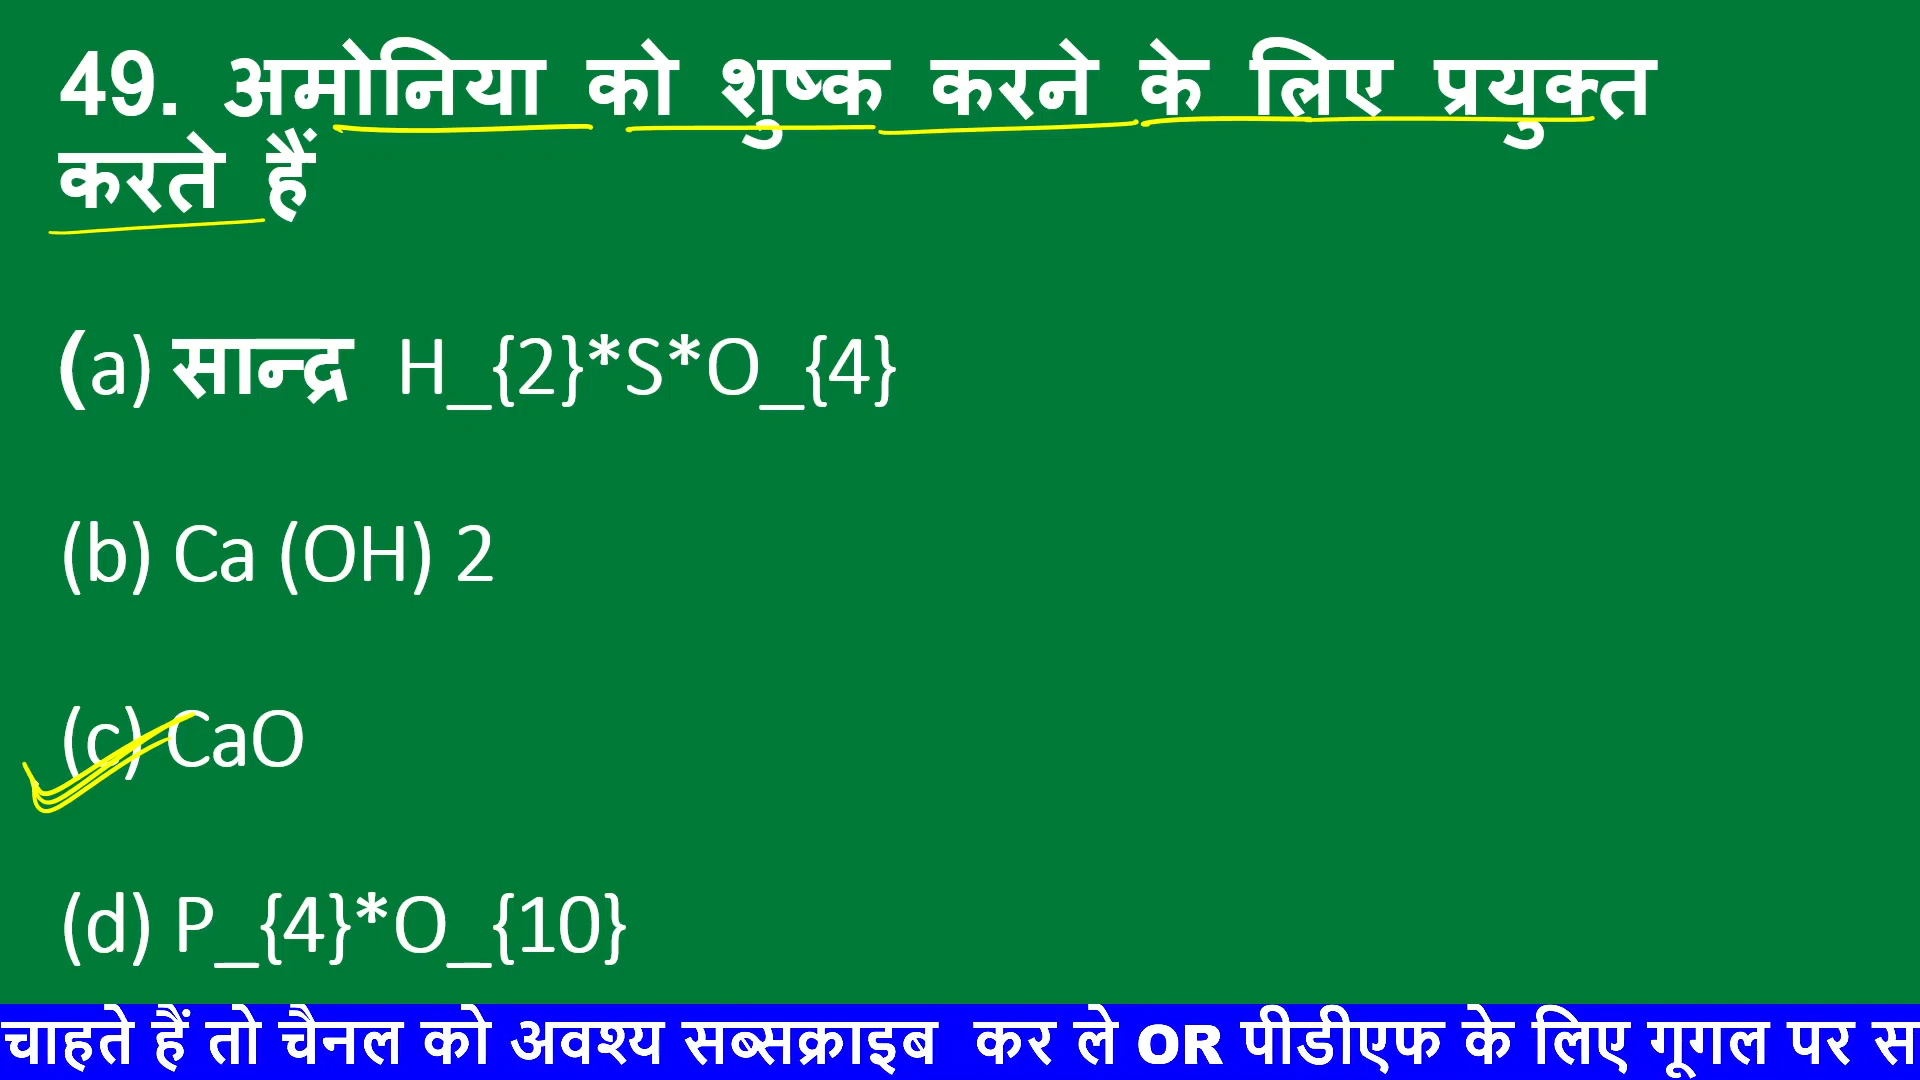 49. अमोनिया को शुष्क करने के लिए प्रयुक्त
करते हैं
(a) सान्द्र H_{2}*S*O_{4}
(b) Ca (OH) 2
(c) CaO
(d) P_{4}*O_{10}
चाहते हैं तो चैनल को अवश्य सब्सक्राइब कर ले OR पीडीएफ के लिए गूगल पर स